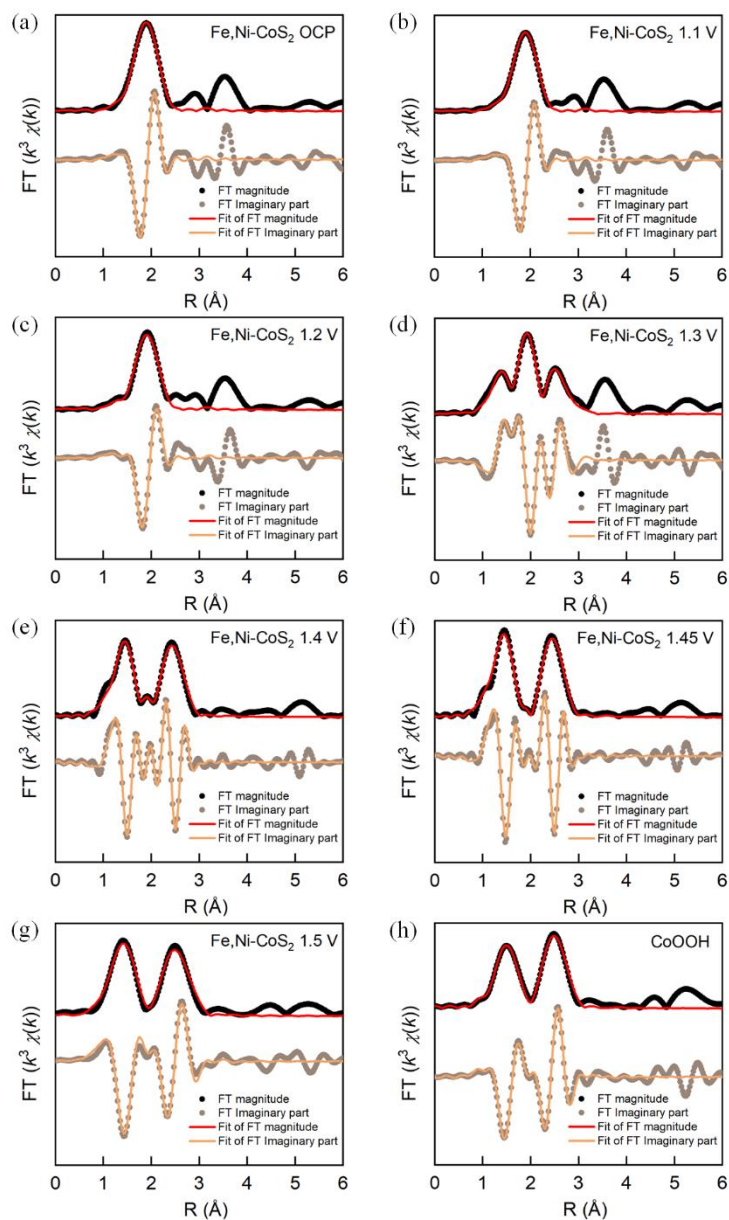 (a)
Fe,Ni-CoS₂ OCP
FT (k³ χ(k))
FT magnitude
FT Imaginary part
Fit of FT magnitude
Fit of FT Imaginary part
0 1 2 3 4 5 6
R (Å)
(b)
Fe,Ni-CoS₂ 1.1 V
FT (k³ χ(k))
FT magnitude
FT Imaginary part
Fit of FT magnitude
Fit of FT Imaginary part
0 1 2 3 4 5 6
R (Å)
(c)
Fe,Ni-CoS₂ 1.2 V
FT (k³ χ(k))
FT magnitude
FT Imaginary part
Fit of FT magnitude
Fit of FT Imaginary part
0 1 2 3 4 5 6
R (Å)
(d)
Fe,Ni-CoS₂ 1.3 V
FT (k³ χ(k))
FT magnitude
FT Imaginary part
Fit of FT magnitude
Fit of FT Imaginary part
0 1 2 3 4 5 6
R (Å)
(e)
Fe,Ni-CoS₂ 1.4 V
FT (k³ χ(k))
FT magnitude
FT Imaginary part
Fit of FT magnitude
Fit of FT Imaginary part
0 1 2 3 4 5 6
R (Å)
(f)
Fe,Ni-CoS₂ 1.45 V
FT (k³ χ(k))
FT magnitude
FT Imaginary part
Fit of FT magnitude
Fit of FT Imaginary part
0 1 2 3 4 5 6
R (Å)
(g)
Fe,Ni-CoS₂ 1.5 V
FT (k³ χ(k))
FT magnitude
FT Imaginary part
Fit of FT magnitude
Fit of FT Imaginary part
0 1 2 3 4 5 6
R (Å)
(h)
CoOOH
FT (k³ χ(k))
FT magnitude
FT Imaginary part
Fit of FT magnitude
Fit of FT Imaginary part
0 1 2 3 4 5 6
R (Å)